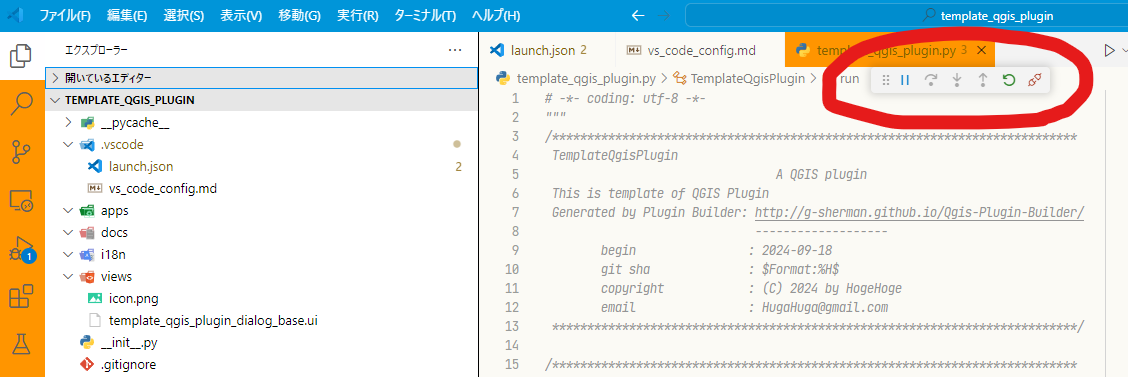 ファイル(F) 編集(E) 選択(S) 表示(V) 移動(G) 実行(R) ターミナル(T) ヘルプ(H) template_qgis_plugin
エクスプローラー
開いているエディター
TEMPLATE_QGIS_PLUGIN
__pycache__
.vscode
launch.json 2
vs_code_config.md
apps
docs
i18n
views
icon.png
template_qgis_plugin_dialog_base.ui
__init__.py
.gitignore
1
launch.json 2 vs_code_config.md template_qgis_plugin.py 3
template_qgis_plugin.py > TemplateQgisPlugin run
1 # -*- coding: utf-8 -*-
2 """
3 /***************************************************************************
4 TemplateQgisPlugin
5 A QGIS plugin
6 This is template of QGIS Plugin
7 Generated by Plugin Builder: http://g-sherman.github.io/Qgis-Plugin-Builder/
8 -------------------
9 begin : 2024-09-18
10 git sha : $Format:%H$
11 copyright : (C) 2024 by HogeHoge
12 email : HugaHuga@gmail.com
13 ***************************************************************************/
14
15 /***************************************************************************